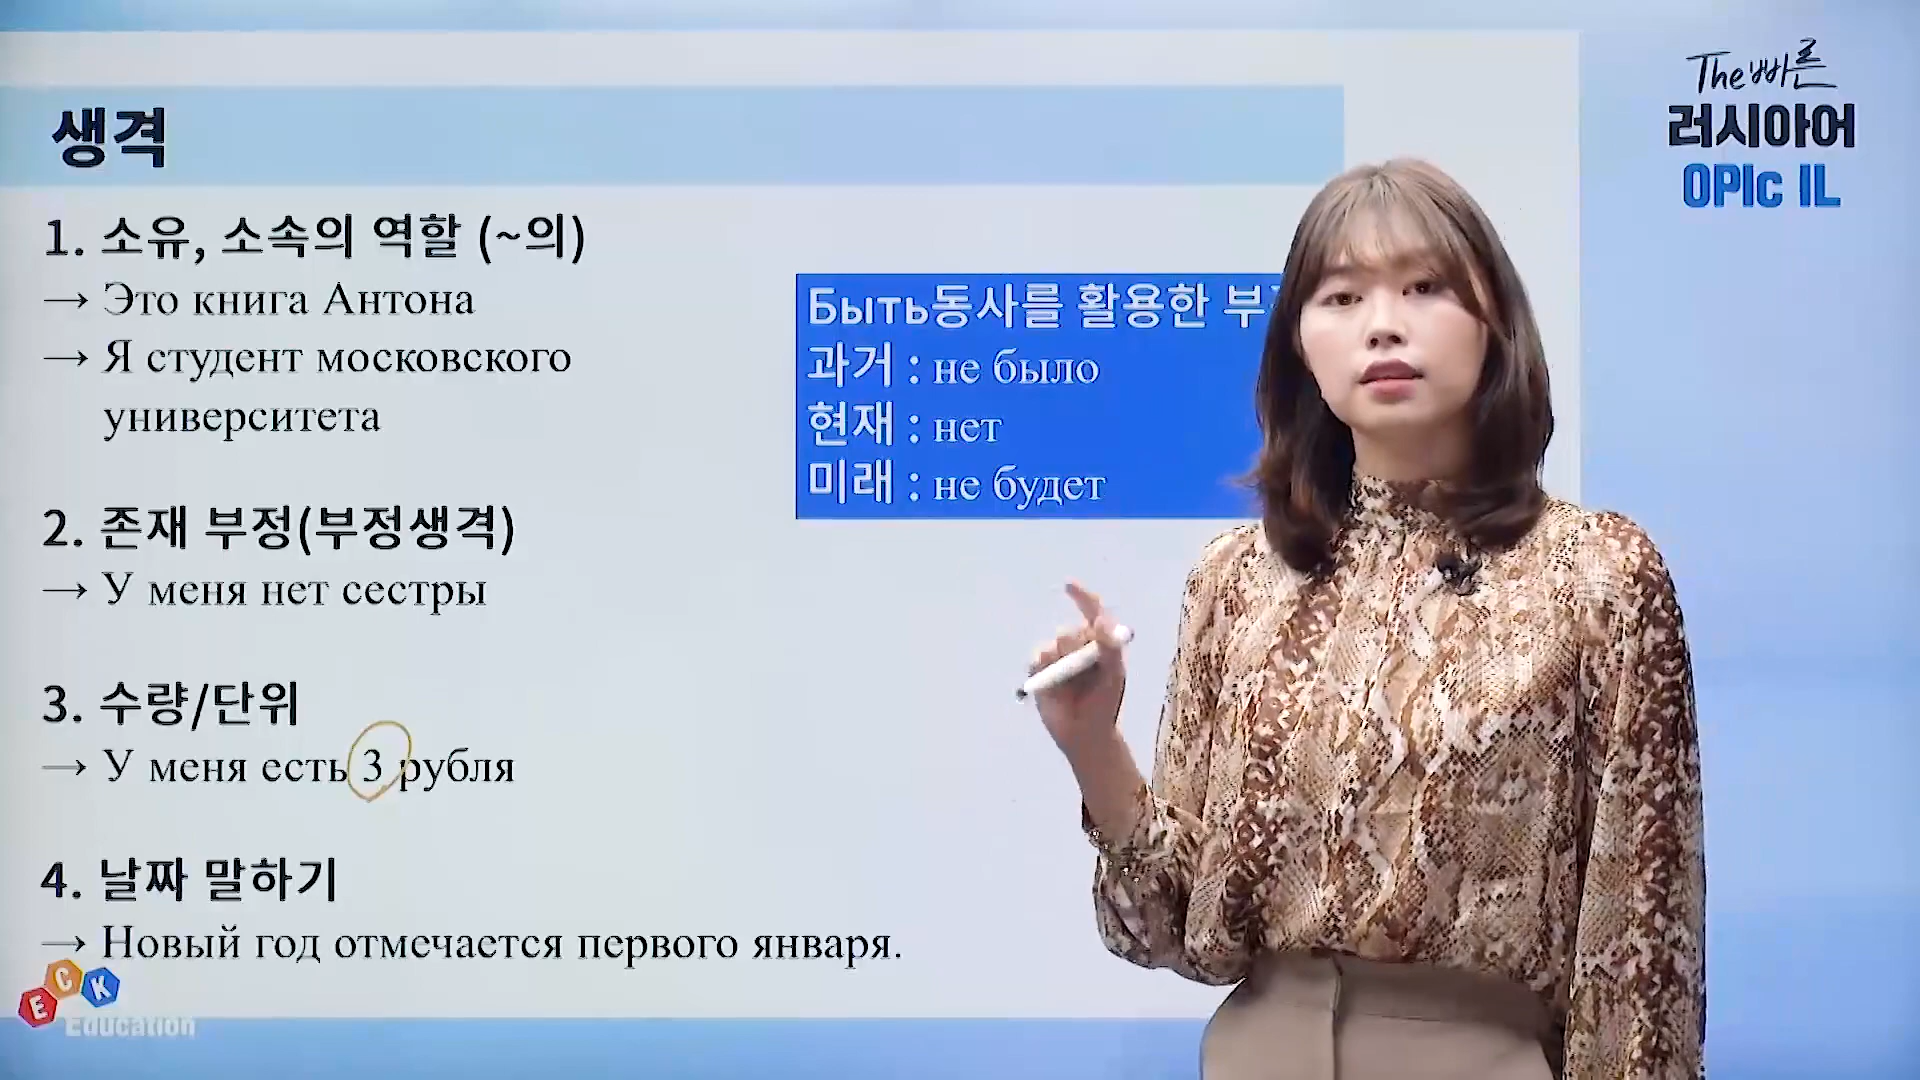 생격
1. 소유, 소속의 역할 (~의)
→ Это книга Антона
→ Я студент московского
университета
2. 존재 부정(부정생격)
→ У меня нет сестры
3. 수량/단위
→ У меня есть 3 рубля
4. 날짜 말하기
→ Новый год отмечается первого января.
Быть동사를 활용한
과거 : не было
현재 : нет
미래 : не будет
The빠른
러시아어
OPIc IL
ECK
Education